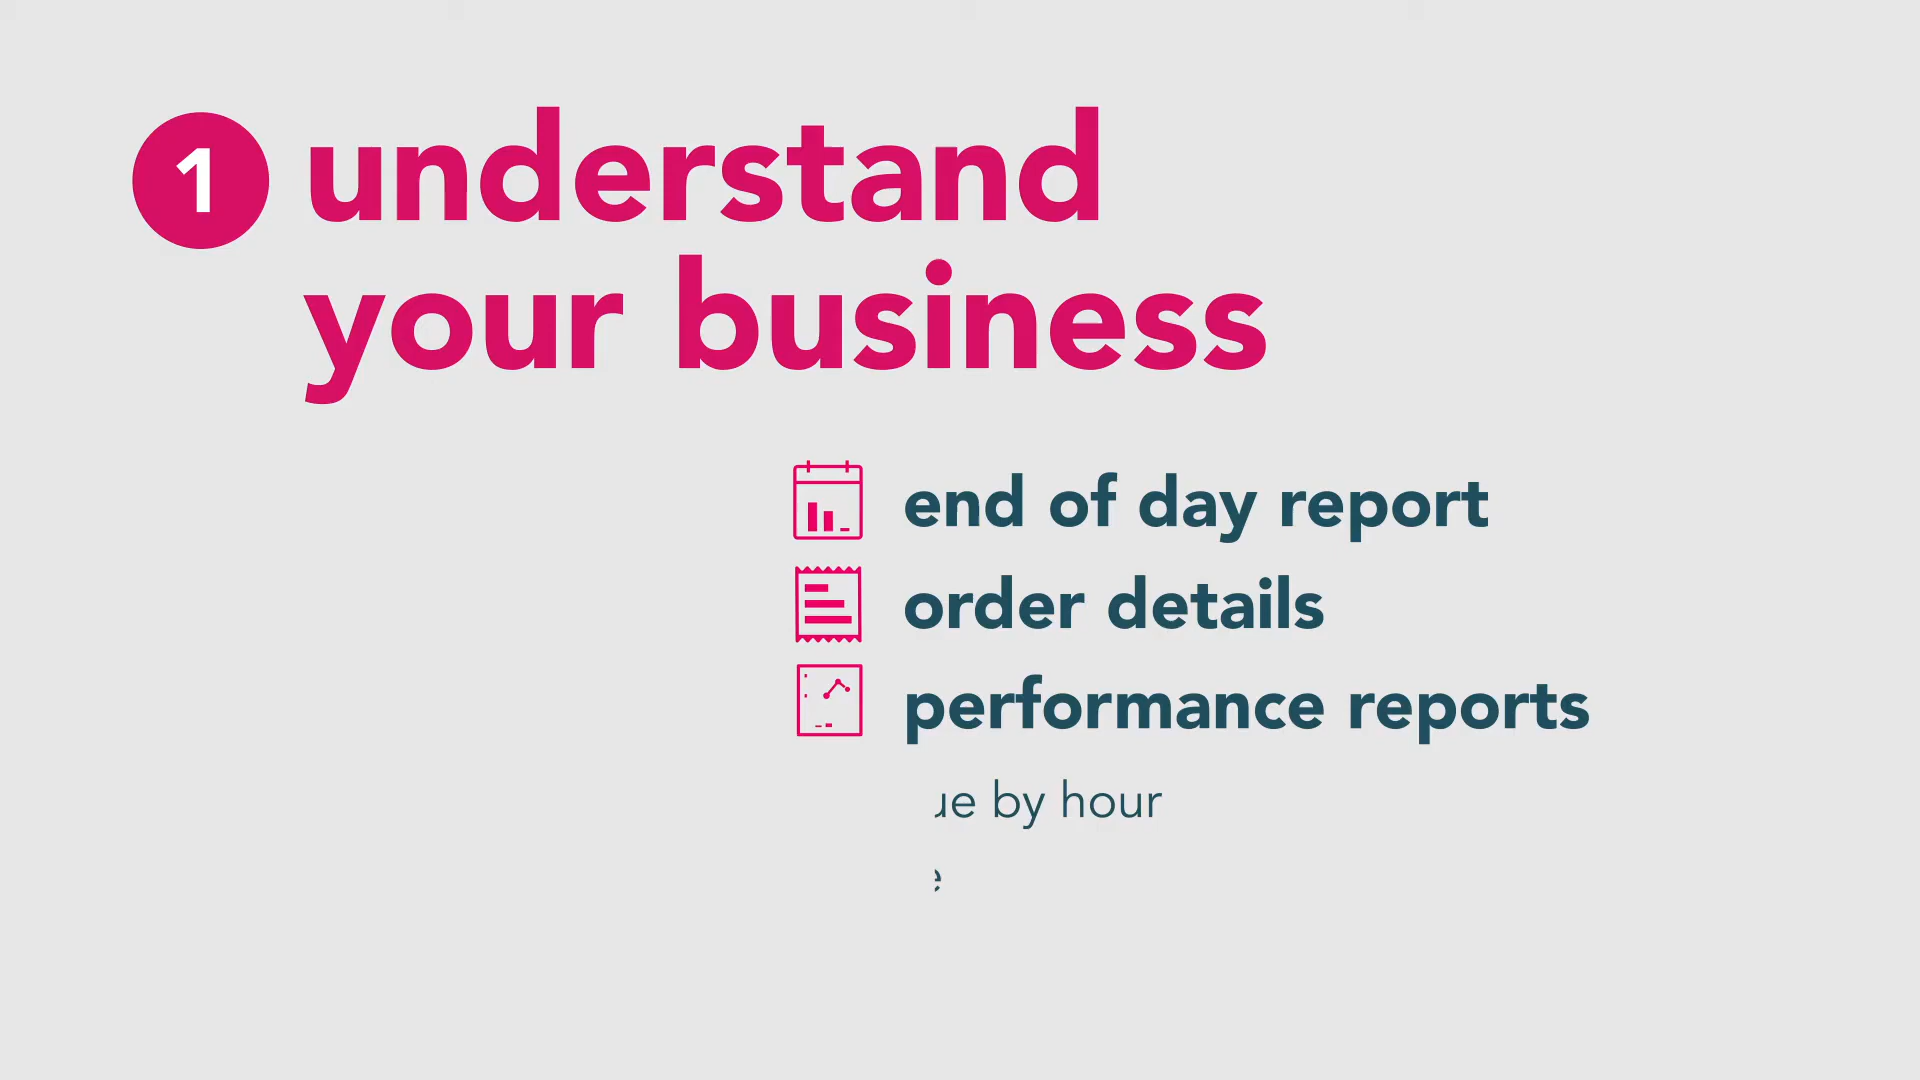 1 understand
your business
end of day report
order details
performance reports
by hour